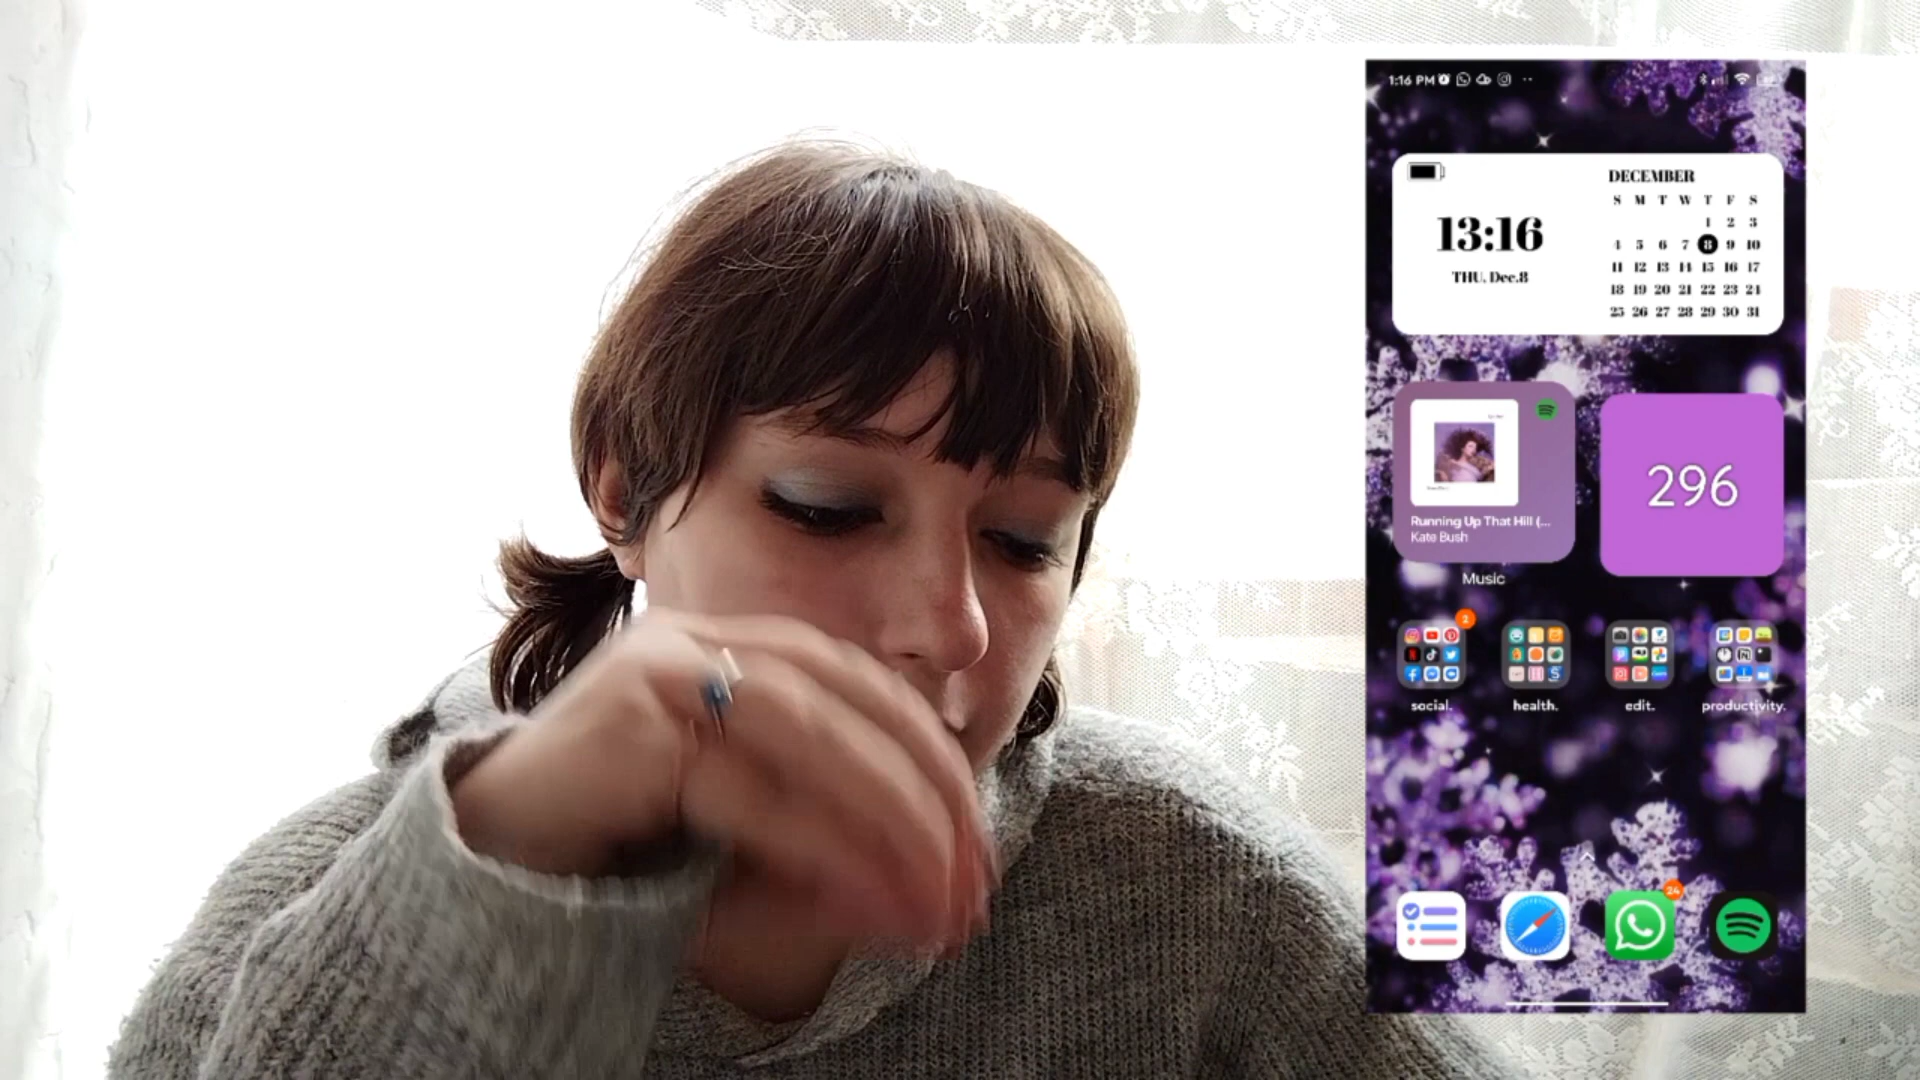 1:16 PM
DECEMBER
S M T W T F S
1 2 3
4 5 6 7 8 9 10
11 12 13 14 15 16 17
18 19 20 21 22 23 24
25 26 27 28 29 30 31
13:16
THU. Dec.8
Running Up That Hill (...
Kate Bush
Music
296
2
social.
health.
edit.
productivity.
24